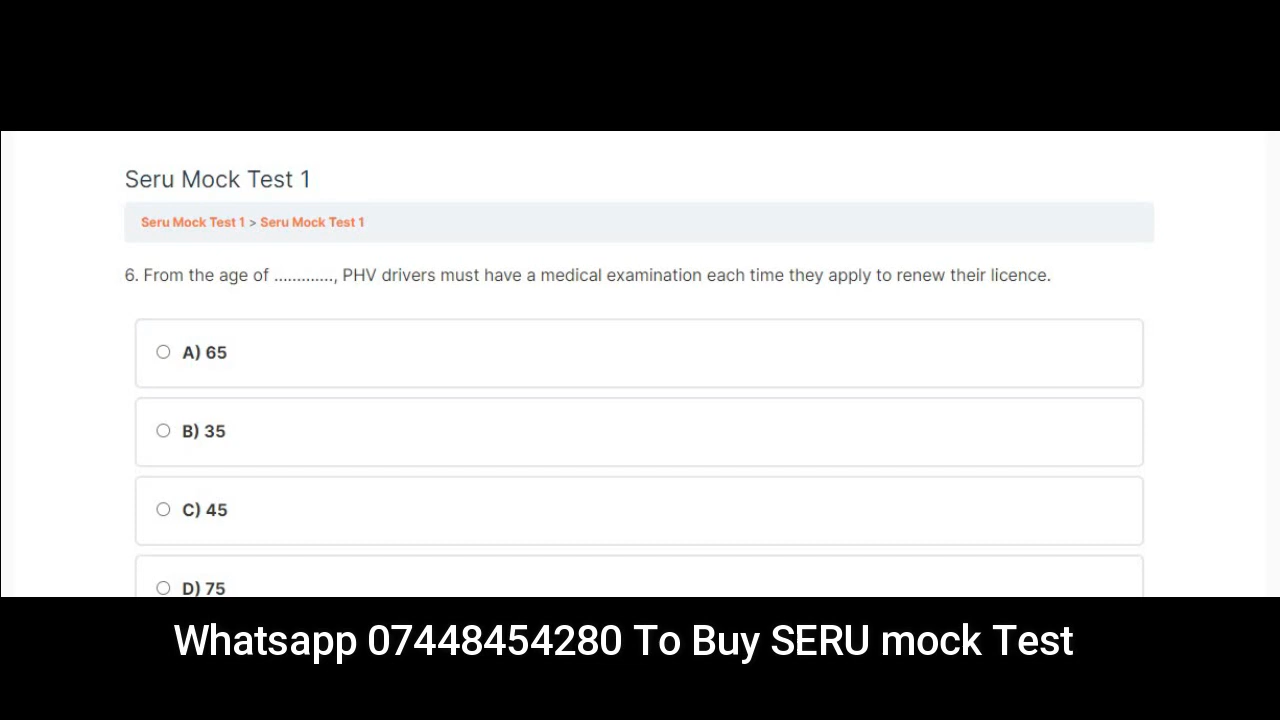 Seru Mock Test 1
Seru Mock Test 1 > Seru Mock Test 1
6. From the age of ............., PHV drivers must have a medical examination each time they apply to renew their licence.
A) 65
B) 35
C) 45
D) 75
Whatsapp 07448454280 To Buy SERU mock Test